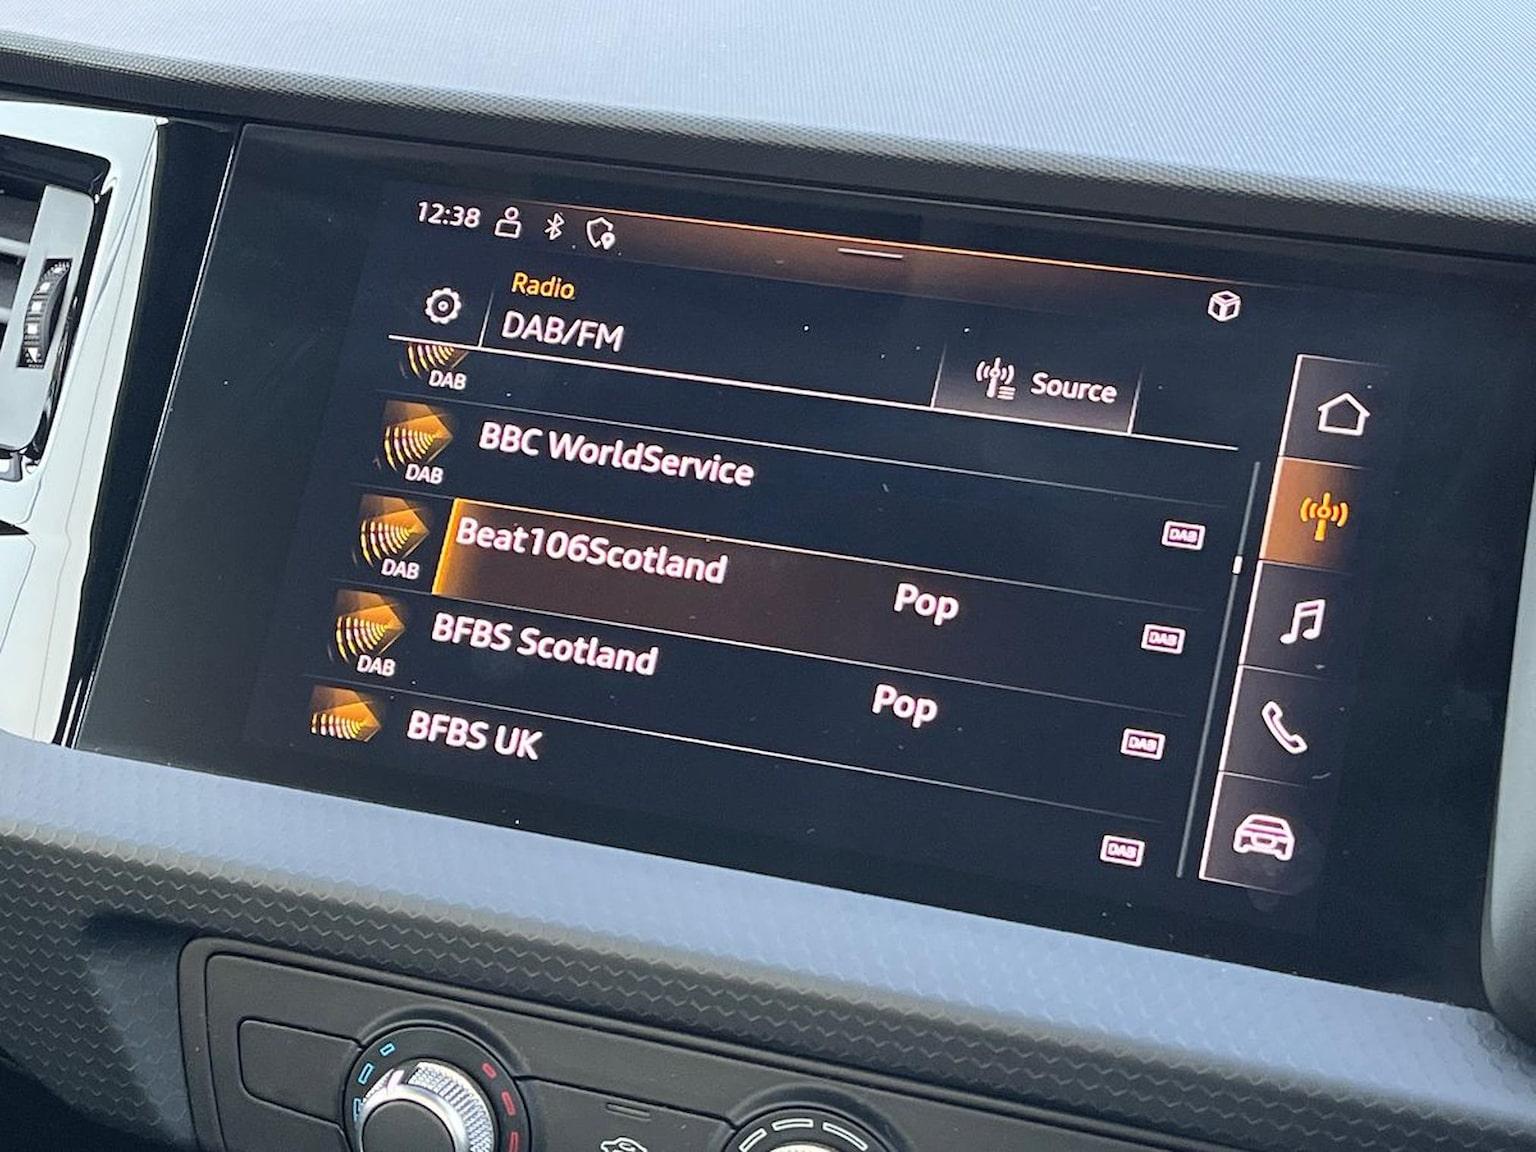 12:38
Radio
DAB/FM
Source
DAB
BBC WorldService
DAB
DAB
Beat106Scotland
Pop
DAB
DAB
BFBS Scotland
Pop
DAB
DAB
BFBS UK
DAB